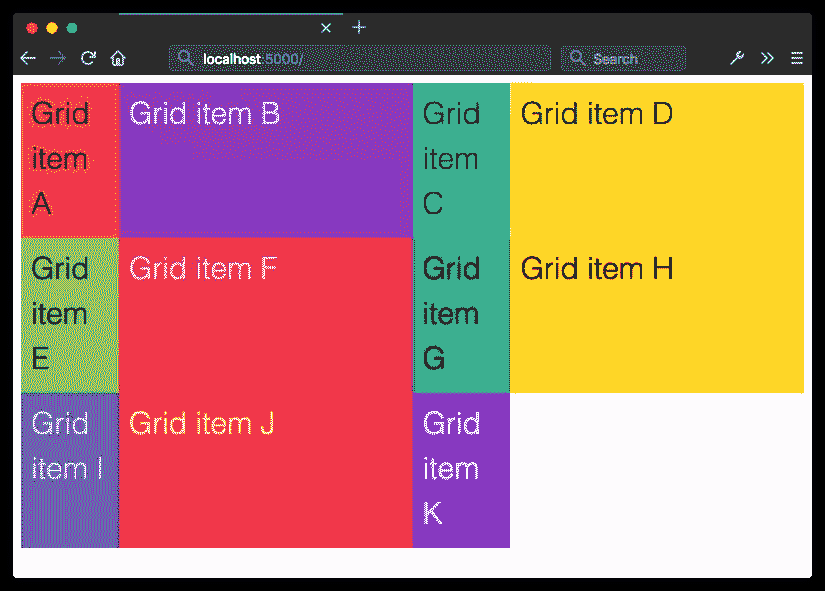 localhost:5000/
Search
Grid item A
Grid item B
Grid item C
Grid item D
Grid item E
Grid item F
Grid item G
Grid item H
Grid item I
Grid item J
Grid item K